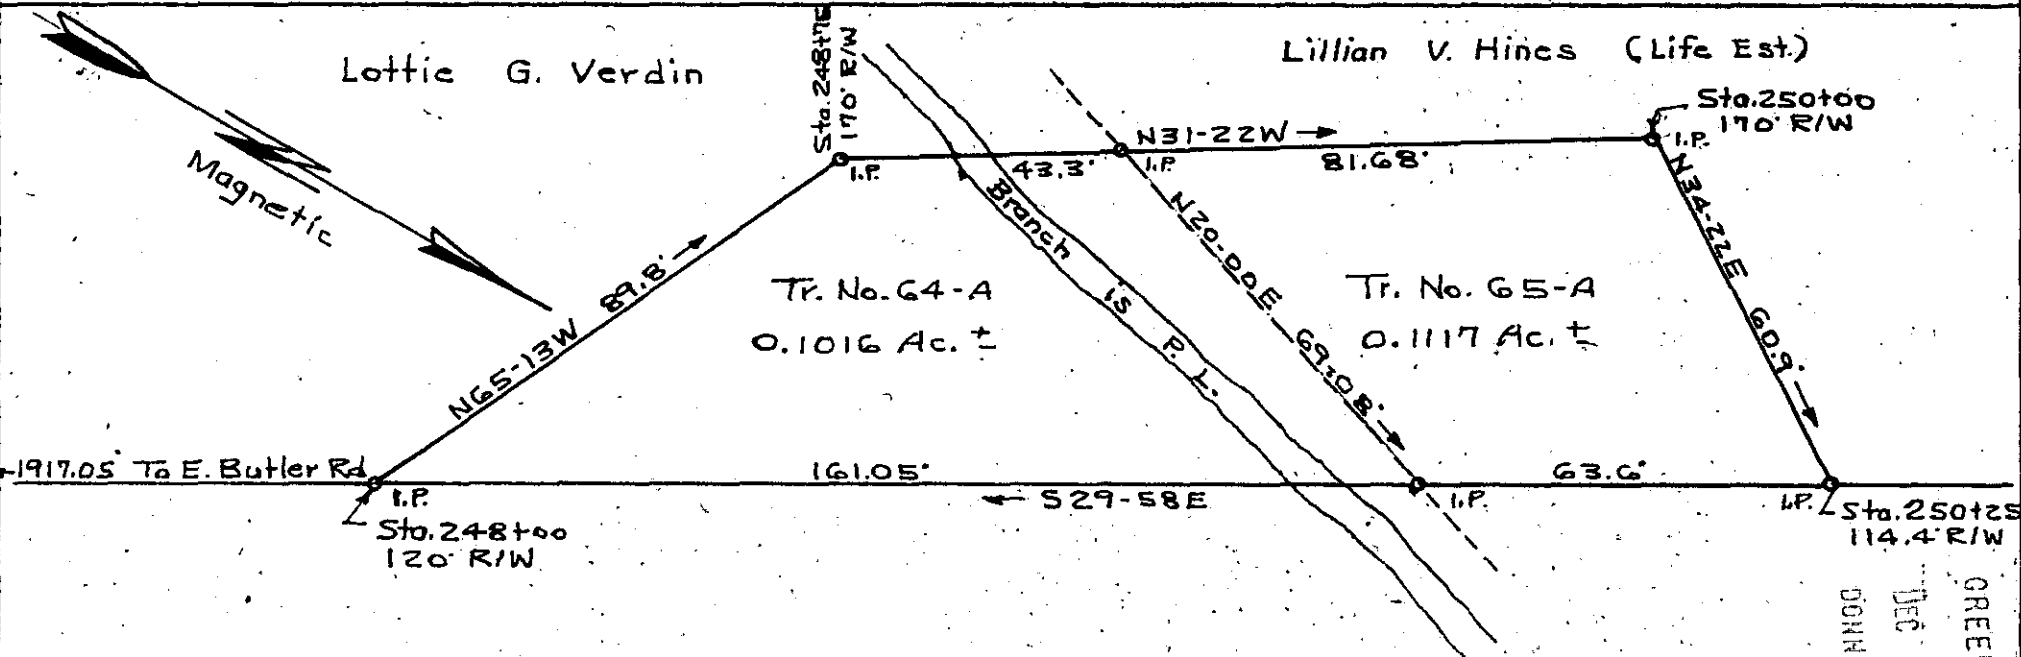 Lottie G. Verdin
Sta. 248+75
170' R/W
Lillian V. Hines (Life Est.)
Sta. 250+00
170' R/W
Magnetic
I.P.
43.3'
I.P.
N31-22W
81.68'
I.P.
N65-13W 89.8'
Tr. No. 64-A
0.1016 Ac. ±
Branch is P. L.
N20-00E 69.08'
Tr. No. 65-A
0.1117 Ac. ±
N34-22E 60.9'
1917.05' To E. Butler Rd
I.P.
161.05'
S29-58E
I.P.
63.6'
I.P.
Sta. 248+00
120' R/W
Sta. 250+25
114.4' R/W
GREE
DEC
DONN